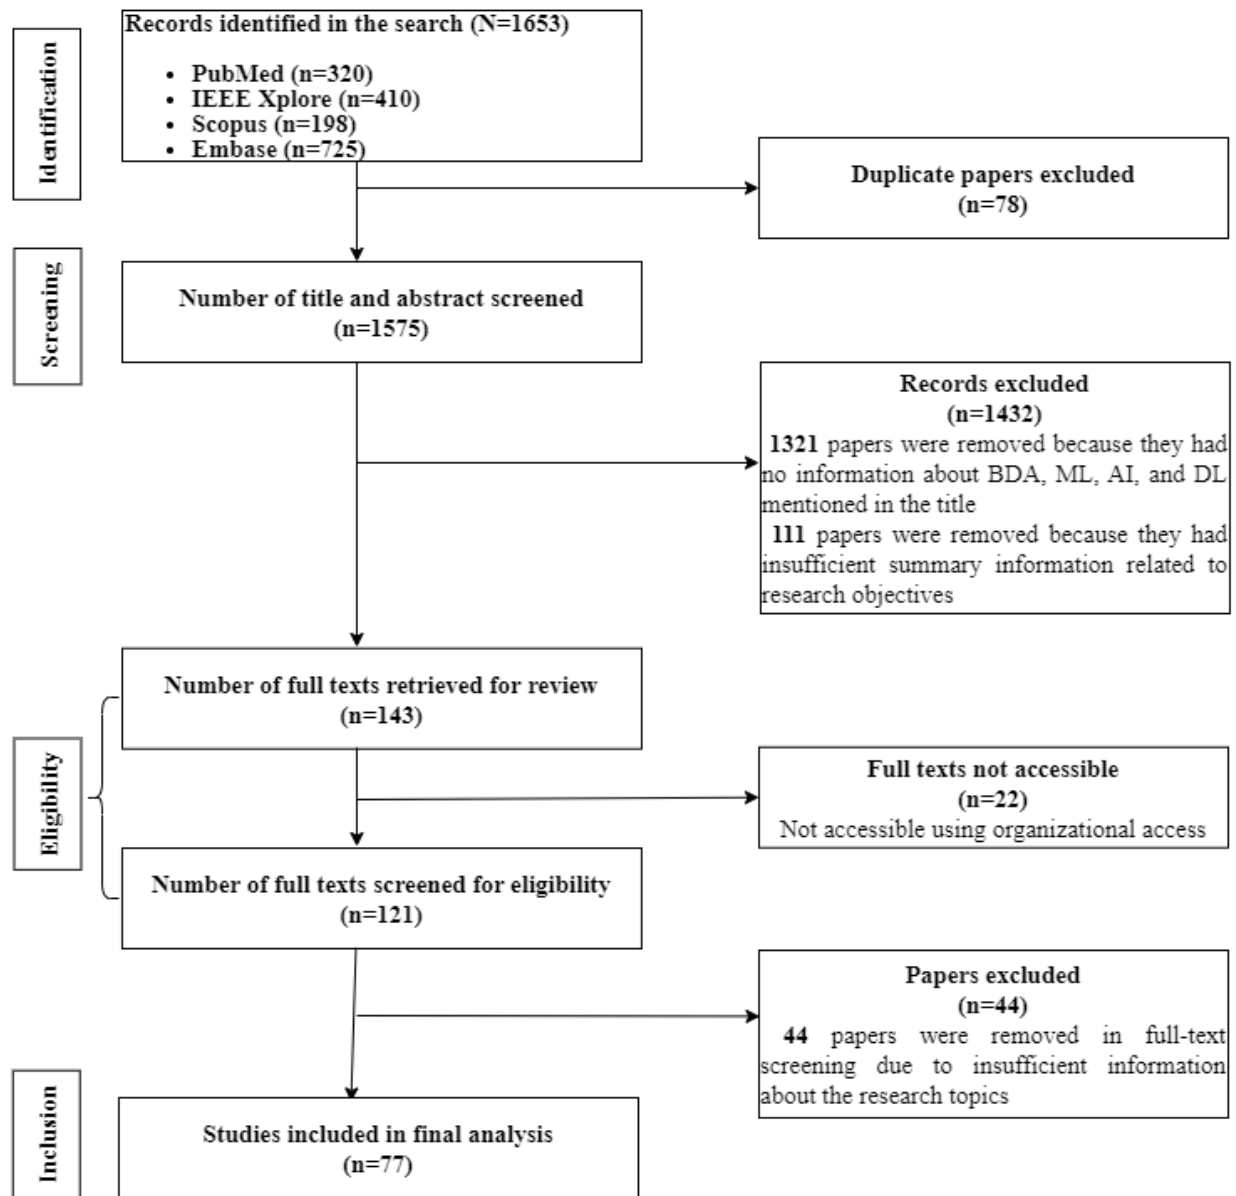 Identification
Records identified in the search (N=1653)
• PubMed (n=320)
• IEEE Xplore (n=410)
• Scopus (n=198)
• Embase (n=725)
Duplicate papers excluded
(n=78)
Screening
Number of title and abstract screened
(n=1575)
Records excluded
(n=1432)
1321 papers were removed because they had
no information about BDA, ML, AI, and DL
mentioned in the title
111 papers were removed because they had
insufficient summary information related to
research objectives
Eligibility
Number of full texts retrieved for review
(n=143)
Full texts not accessible
(n=22)
Not accessible using organizational access
Number of full texts screened for eligibility
(n=121)
Papers excluded
(n=44)
44 papers were removed in full-text
screening due to insufficient information
about the research topics
Inclusion
Studies included in final analysis
(n=77)